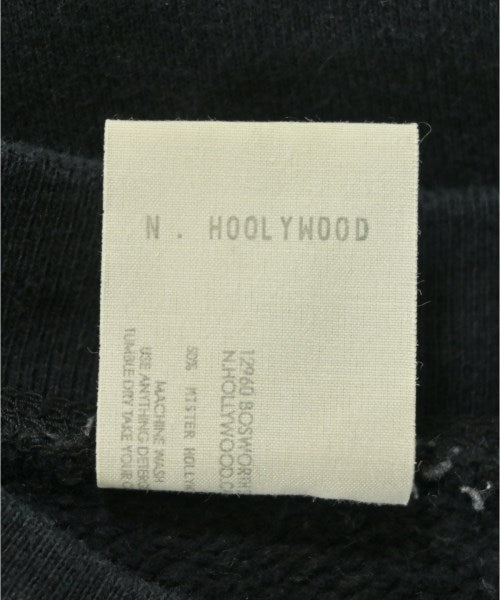 N. HOOLYWOOD
12960 BOSWORTH
N.HOLLYWOOD.C
50% MISTER HOLLYW
MACHINE WASH
USE ANYTHING DETERG
TUMBLE DRY TAKE YOUR